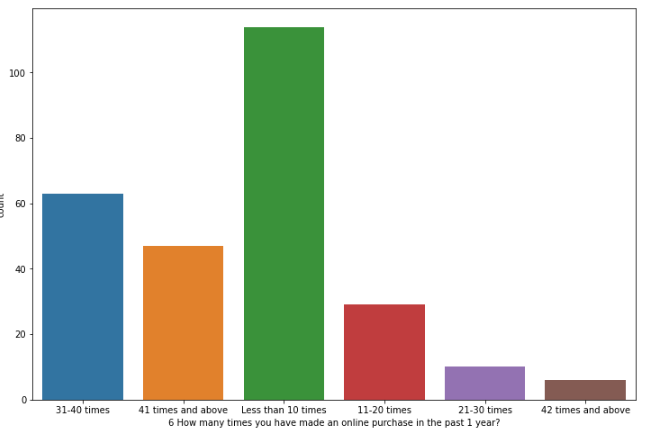 100
80
60
40
20
0
count
31-40 times 41 times and above Less than 10 times 11-20 times 21-30 times 42 times and above
6 How many times you have made an online purchase in the past 1 year?